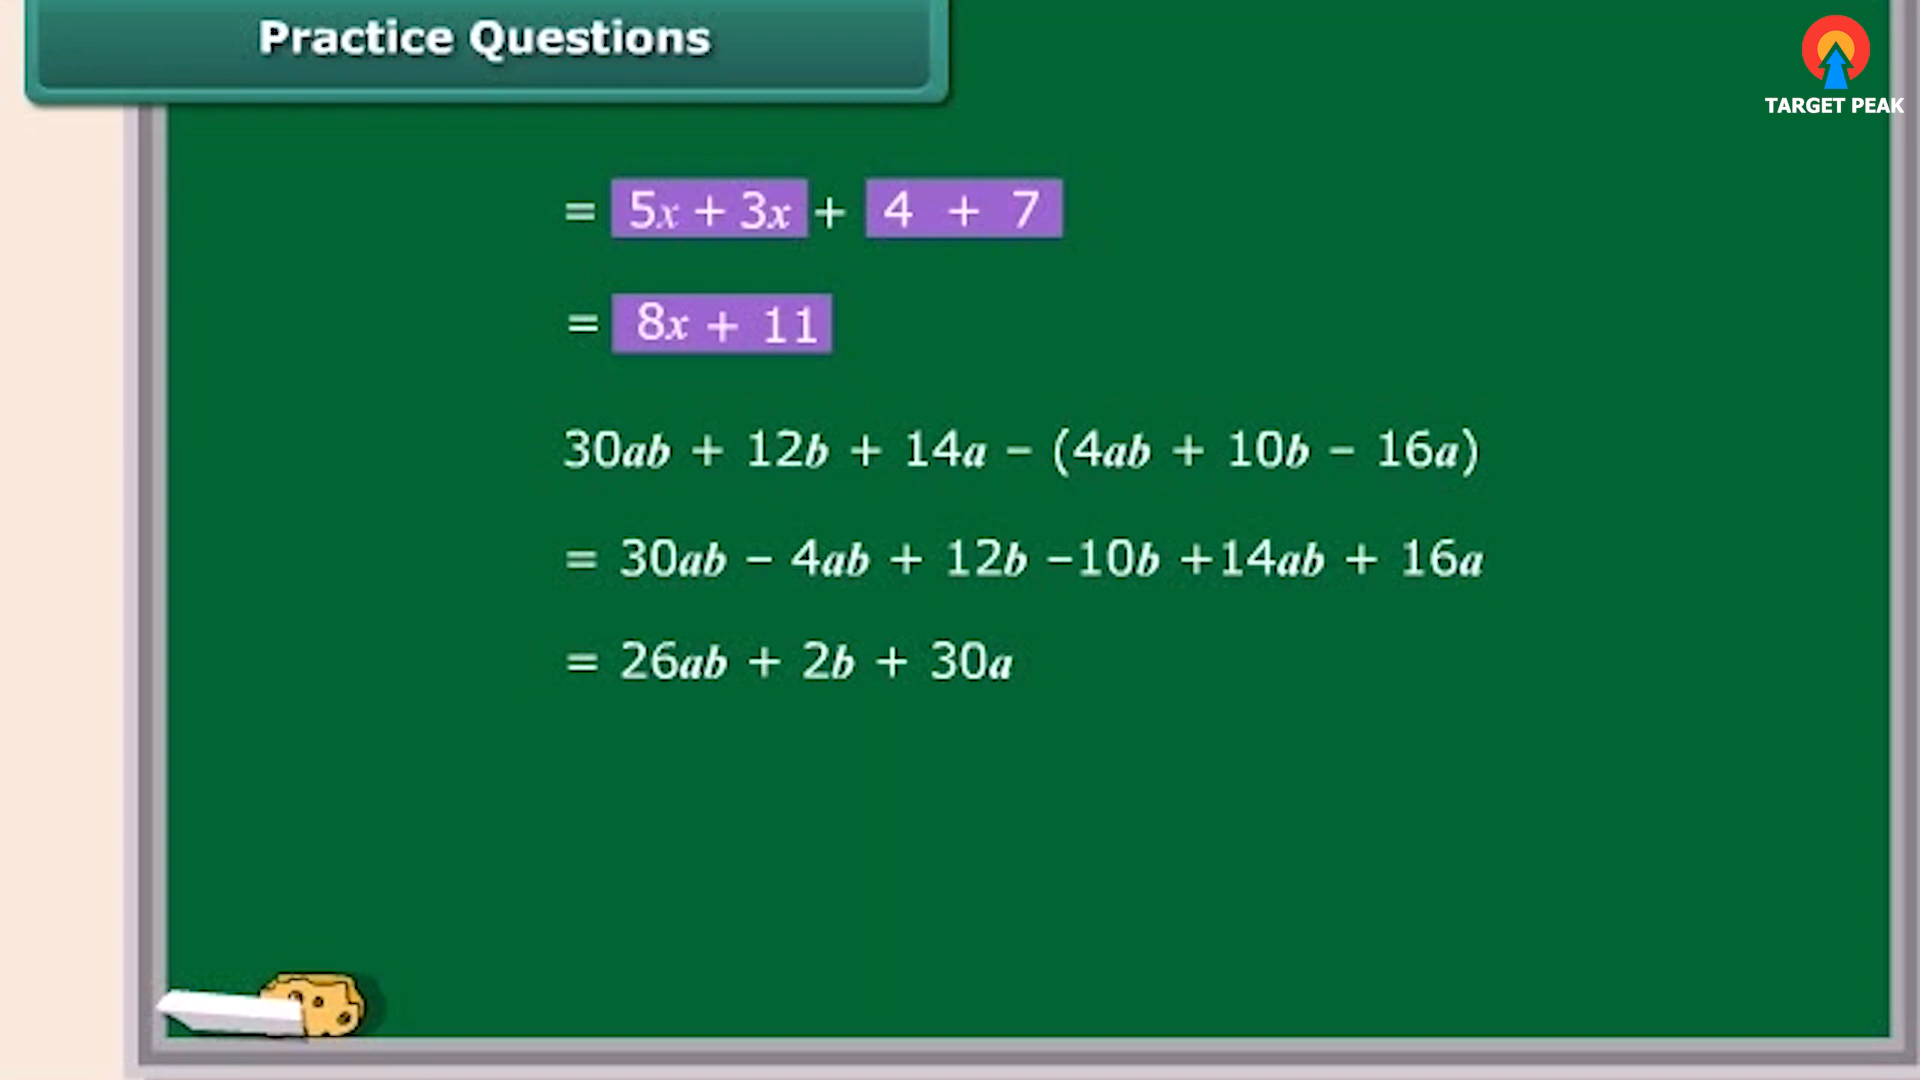 Practice Questions
TARGET PEAK
= 5x + 3x + 4 + 7
= 8x + 11
30ab + 12b + 14a – (4ab + 10b – 16a)
= 30ab – 4ab + 12b –10b +14ab + 16a
= 26ab + 2b + 30a